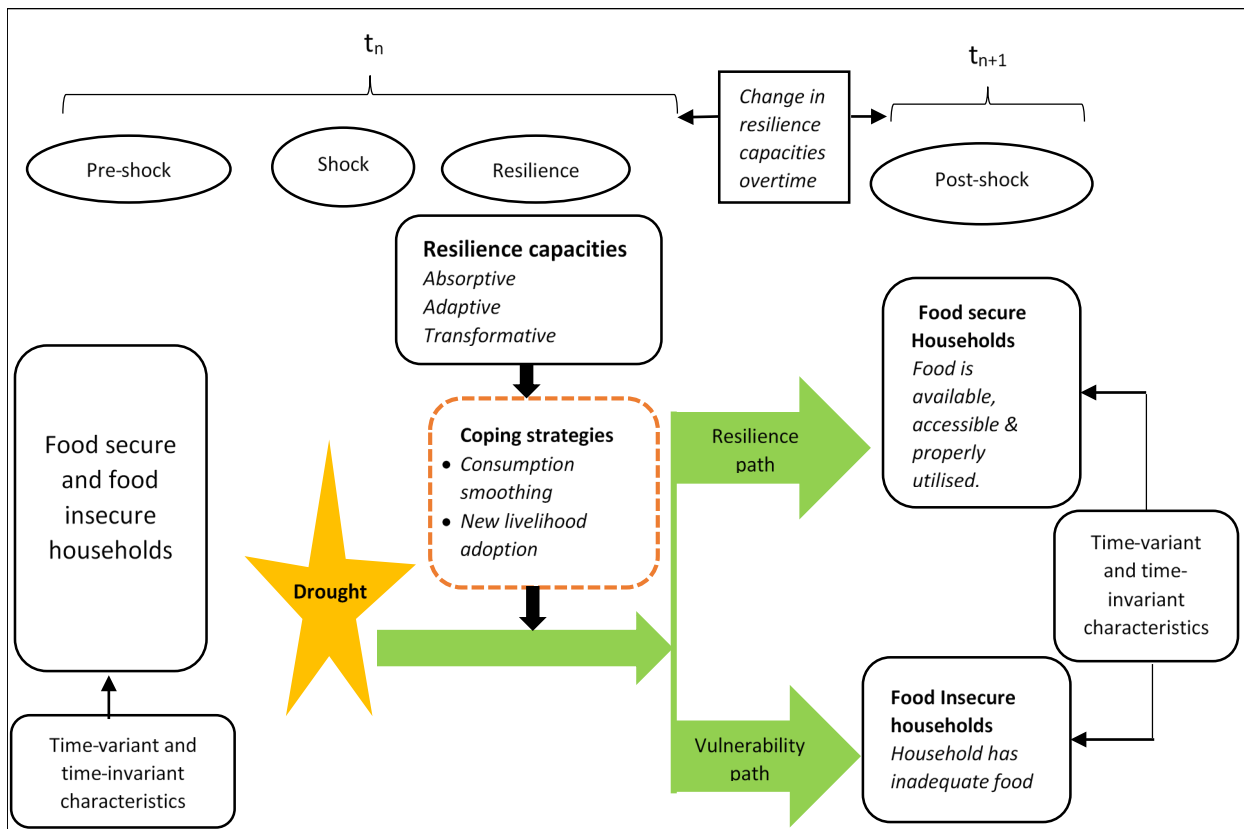 tn
tn+1
Change in
resilience
capacities
overtime
Pre-shock
Shock
Resilience
Post-shock
Resilience capacities
Absorptive
Adaptive
Transformative
Food secure
and food
insecure
households
Time-variant and
time-invariant
characteristics
Drought
Coping strategies
• Consumption
smoothing
• New livelihood
adoption
Resilience
path
Vulnerability
path
Food secure
Households
Food is
available,
accessible &
properly
utilised.
Time-variant
and time-
invariant
characteristics
Food Insecure
households
Household has
inadequate food